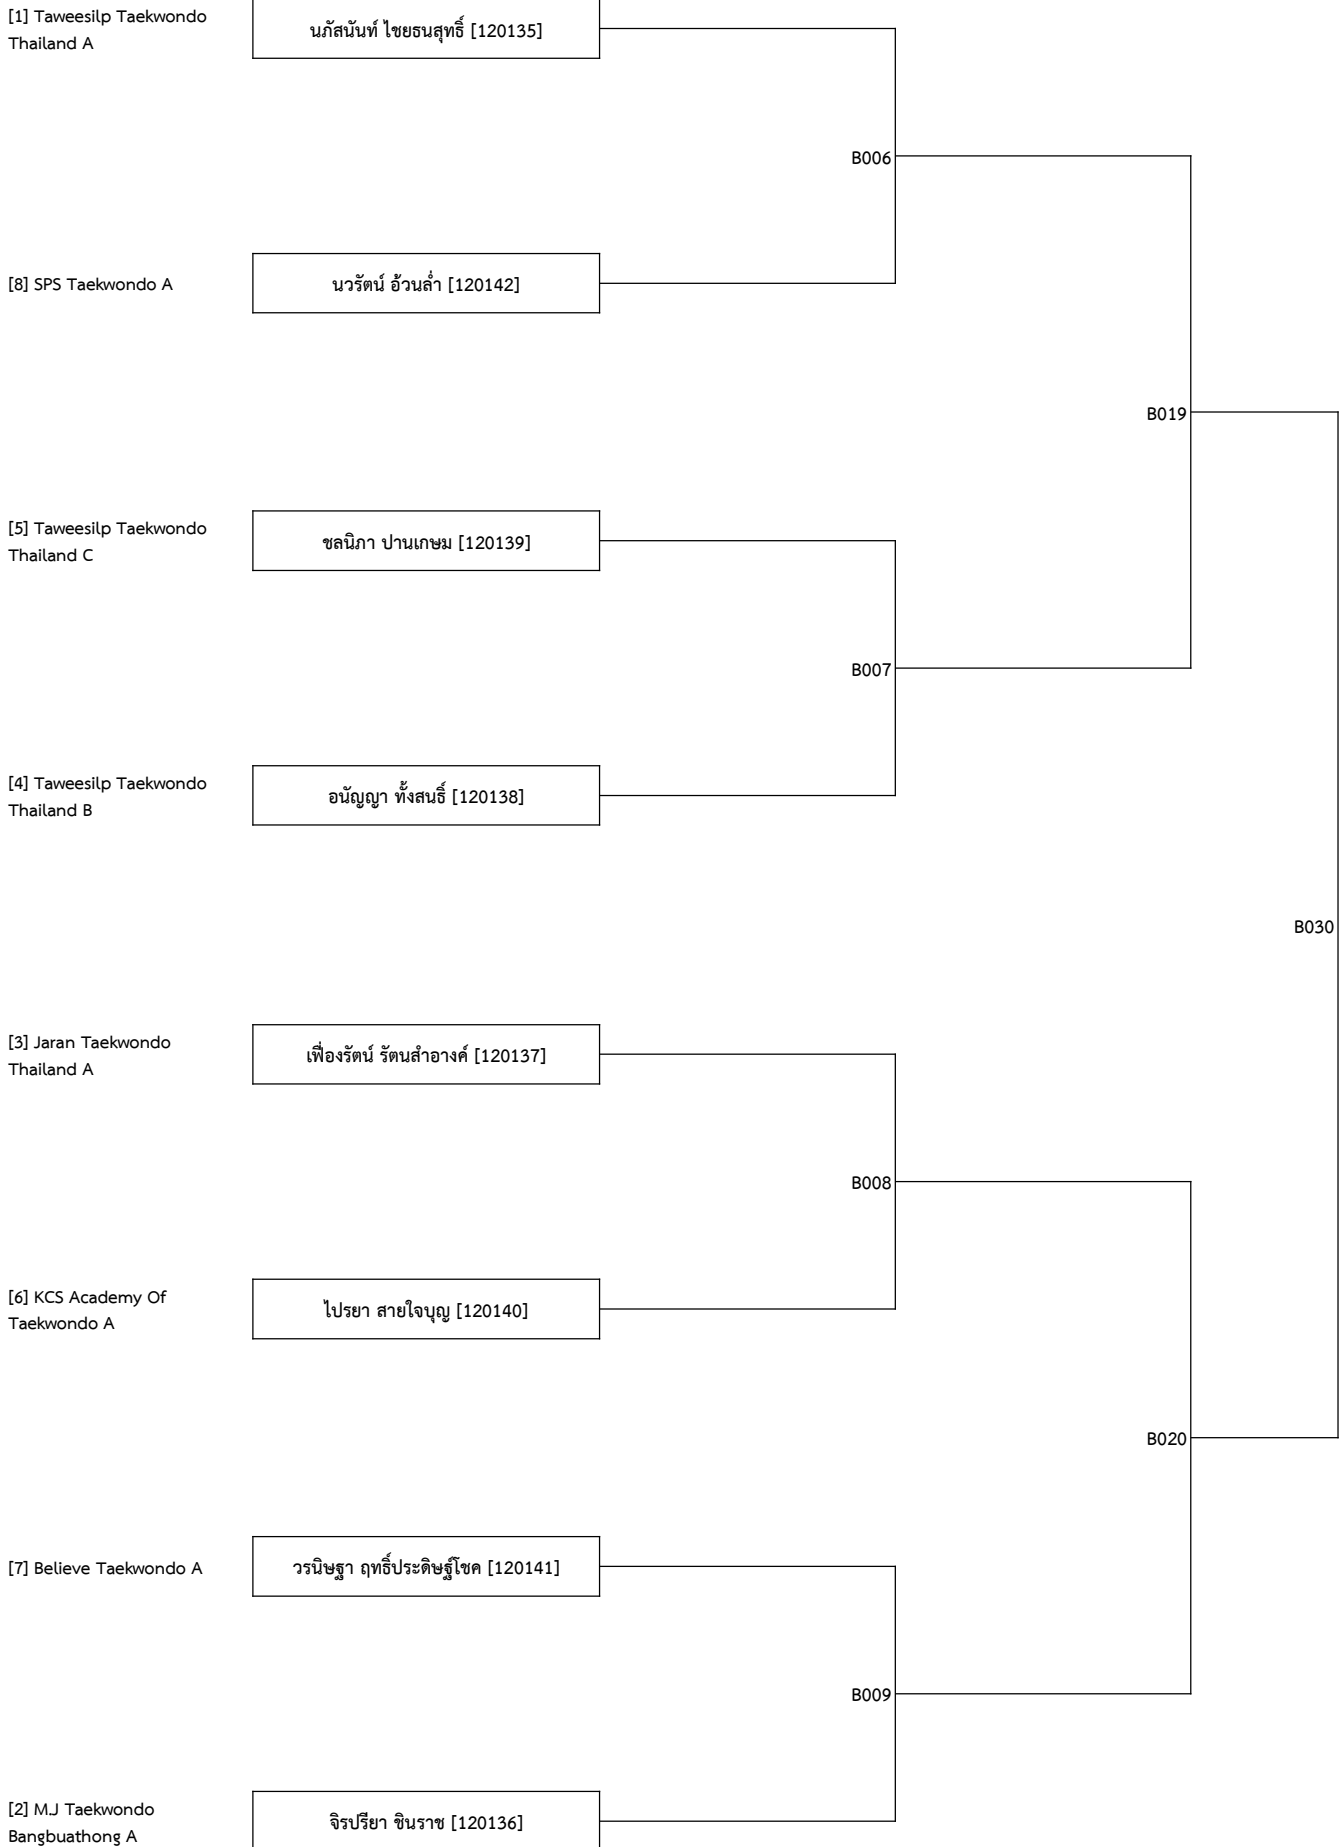 [1] Taweesilp Taekwondo
Thailand A
นภัสนันท์ ไชยธนสุทธิ์ [120135]
B006
[8] SPS Taekwondo A
นวรัตน์ อ้วนล่ำ [120142]
B019
[5] Taweesilp Taekwondo
Thailand C
ชลนิภา ปานเกษม [120139]
B007
[4] Taweesilp Taekwondo
Thailand B
อนัญญา ทั้งสนธิ์ [120138]
B030
[3] Jaran Taekwondo
Thailand A
เฟื่องรัตน์ รัตนสำอางค์ [120137]
B008
[6] KCS Academy Of
Taekwondo A
ไปรยา สายใจบุญ [120140]
B020
[7] Believe Taekwondo A
วรนิษฐา ฤทธิ์ประดิษฐ์โชค [120141]
B009
[2] M.J Taekwondo
Bangbuathong A
จิรปรียา ชินราช [120136]